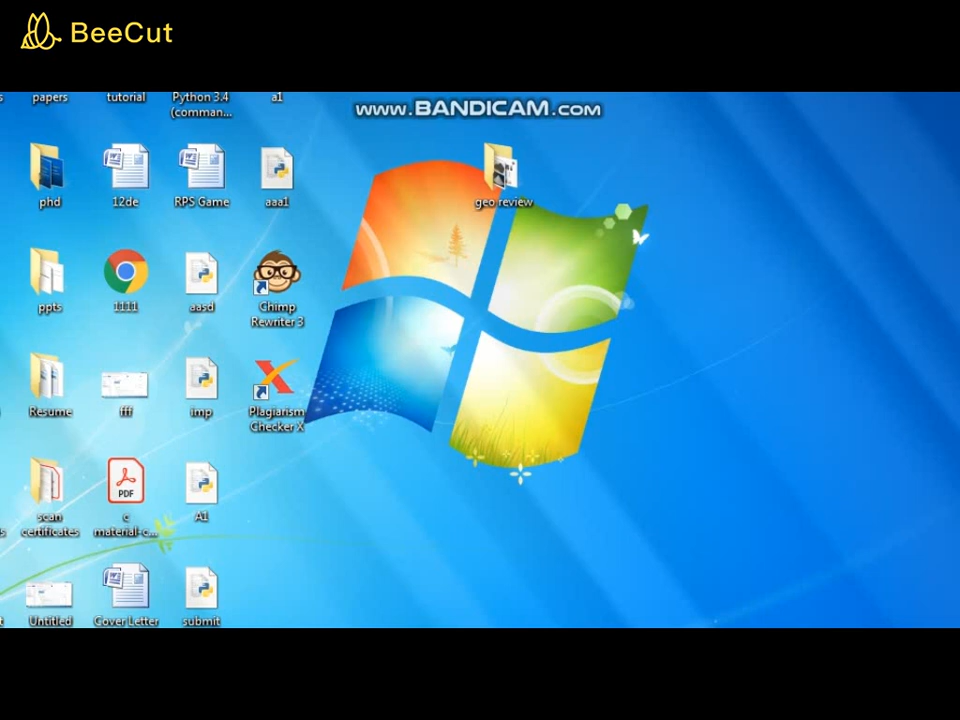 BeeCut
www.BANDICAM.com
papers
tutorial
Python 3.4
(comman...
a1
phd
12de
RPS Game
aaa1
geo review
ppts
1111
aasd
Chimp
Rewriter 3
Resume
fff
imp
Plagiarism
Checker X
scan
certificates
PDF
c
material-c...
A1
Untitled
Cover Letter
submit